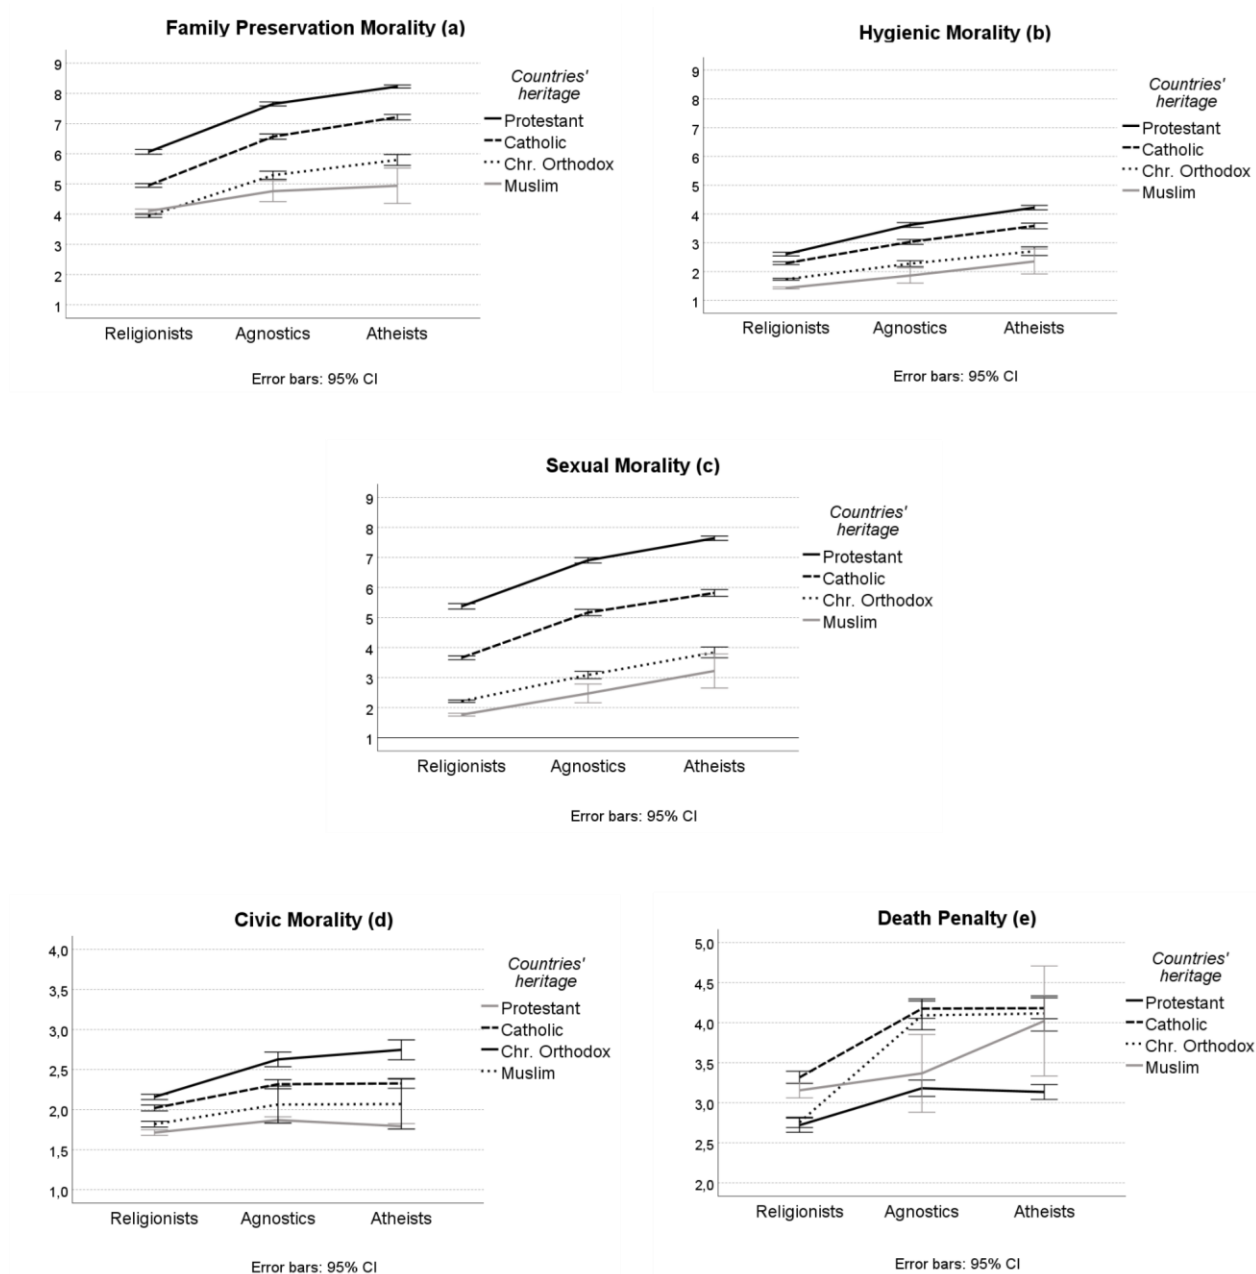 Family Preservation Morality (a)
9
8
7
6
5
4
3
2
1
Religionists Agnostics Atheists
Error bars: 95% CI
Countries'
heritage
Protestant
Catholic
Chr. Orthodox
Muslim
Hygienic Morality (b)
9
8
7
6
5
4
3
2
1
Religionists Agnostics Atheists
Error bars: 95% CI
Countries'
heritage
Protestant
Catholic
Chr. Orthodox
Muslim
Sexual Morality (c)
9
8
7
6
5
4
3
2
1
Religionists Agnostics Atheists
Error bars: 95% CI
Countries'
heritage
Protestant
Catholic
Chr. Orthodox
Muslim
Civic Morality (d)
4,0
3,5
3,0
2,5
2,0
1,5
1,0
Religionists Agnostics Atheists
Error bars: 95% CI
Countries'
heritage
Protestant
Catholic
Chr. Orthodox
Muslim
Death Penalty (e)
5,0
4,5
4,0
3,5
3,0
2,5
2,0
Religionists Agnostics Atheists
Error bars: 95% CI
Countries'
heritage
Protestant
Catholic
Chr. Orthodox
Muslim